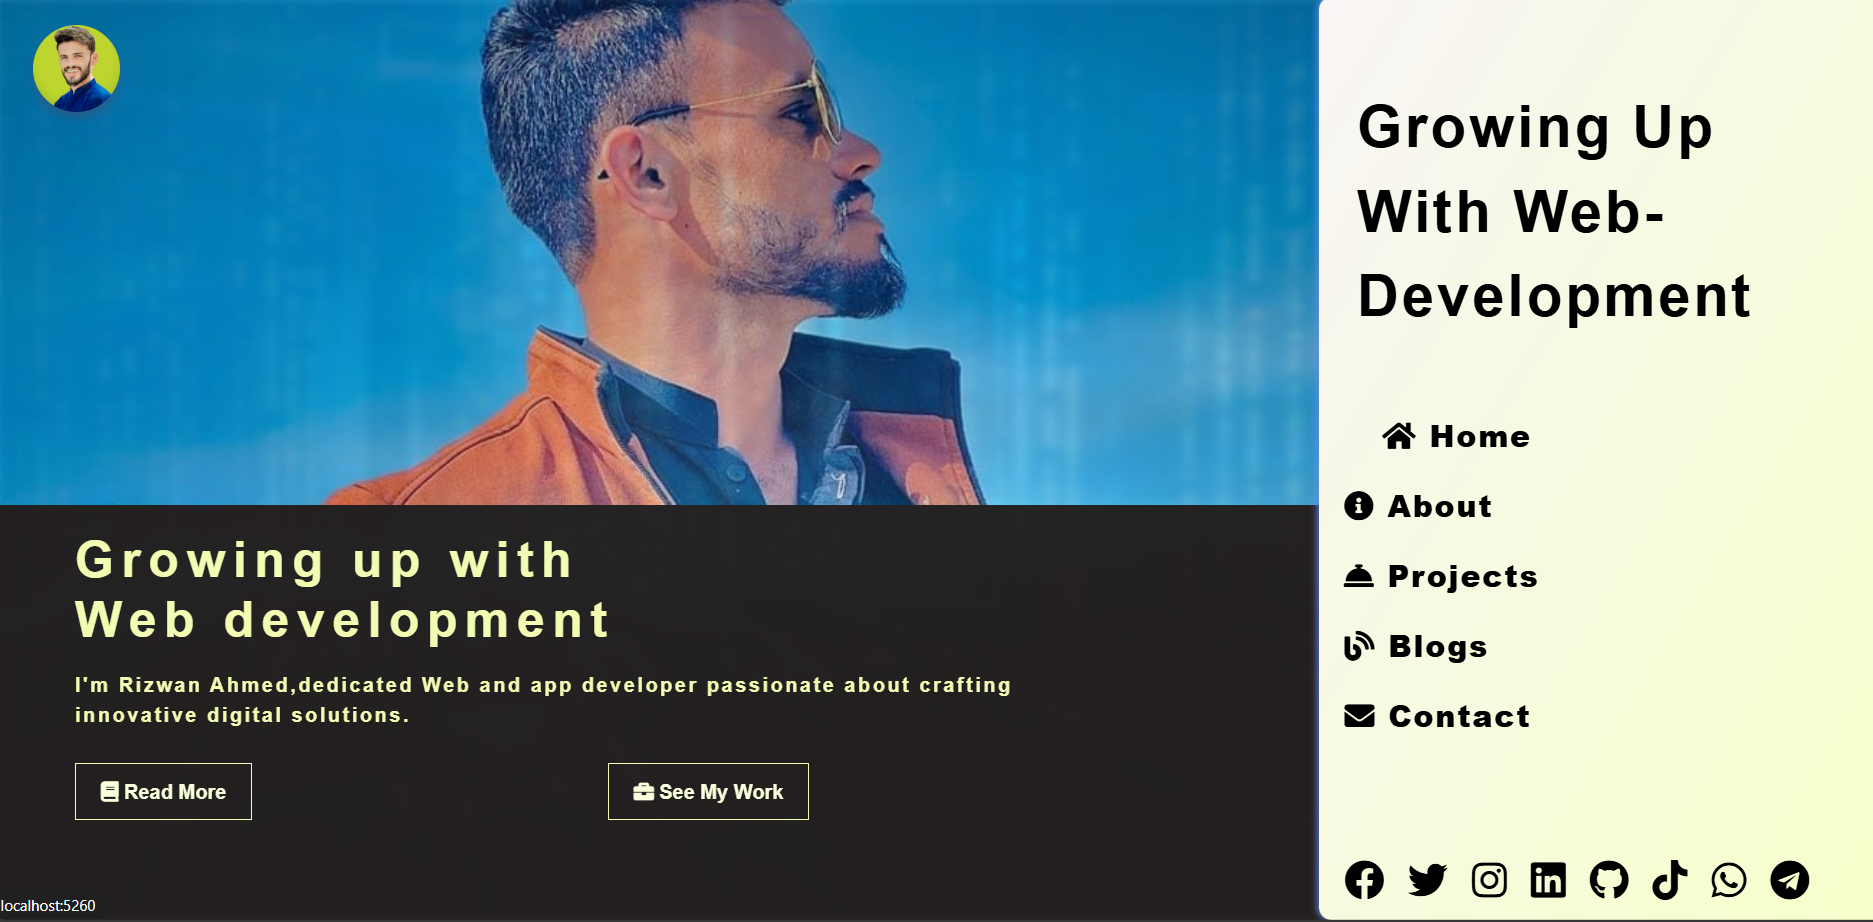 Growing up with
Web development
I'm Rizwan Ahmed,dedicated Web and app developer passionate about crafting
innovative digital solutions.
Read More
See My Work
localhost:5260
Growing Up
With Web-
Development
Home
About
Projects
Blogs
Contact